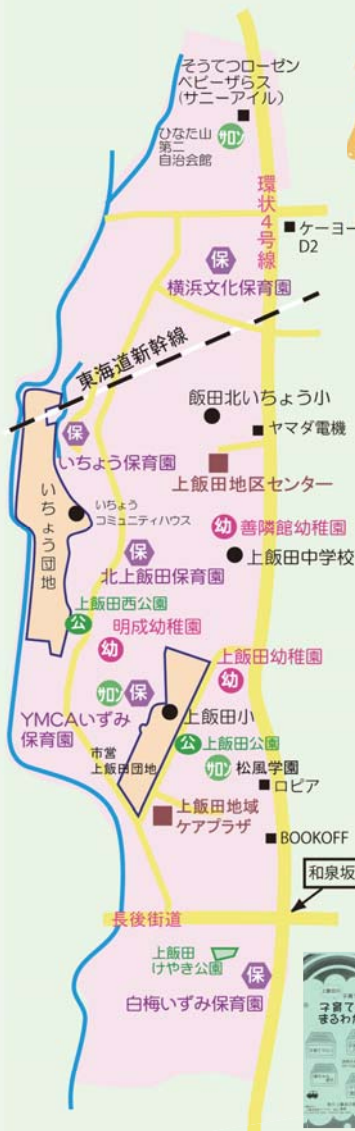 そうてつローゼン
ベビーザらス
(サニーアイル)
ひなた山
第二
自治会館
サロン
環状4号線
ケーヨー
D2
保
横浜文化保育園
東海道新幹線
飯田北いちょう小
ヤマダ電機
保
いちょう保育園
上飯田地区センター
いちょう団地
いちょう
コミュニティハウス
幼 善隣館幼稚園
保
北上飯田保育園
上飯田中学校
上飯田西公園
公
明成幼稚園
幼
上飯田幼稚園
幼
サロン 保
YMCAいずみ
保育園
上飯田小
市営
上飯田団地
公 上飯田公園
サロン 松風学園
ロピア
上飯田地域
ケアプラザ
BOOKOFF
和泉坂
長後街道
上飯田
けやき公園
保
白梅いずみ保育園
子育て
まるわか